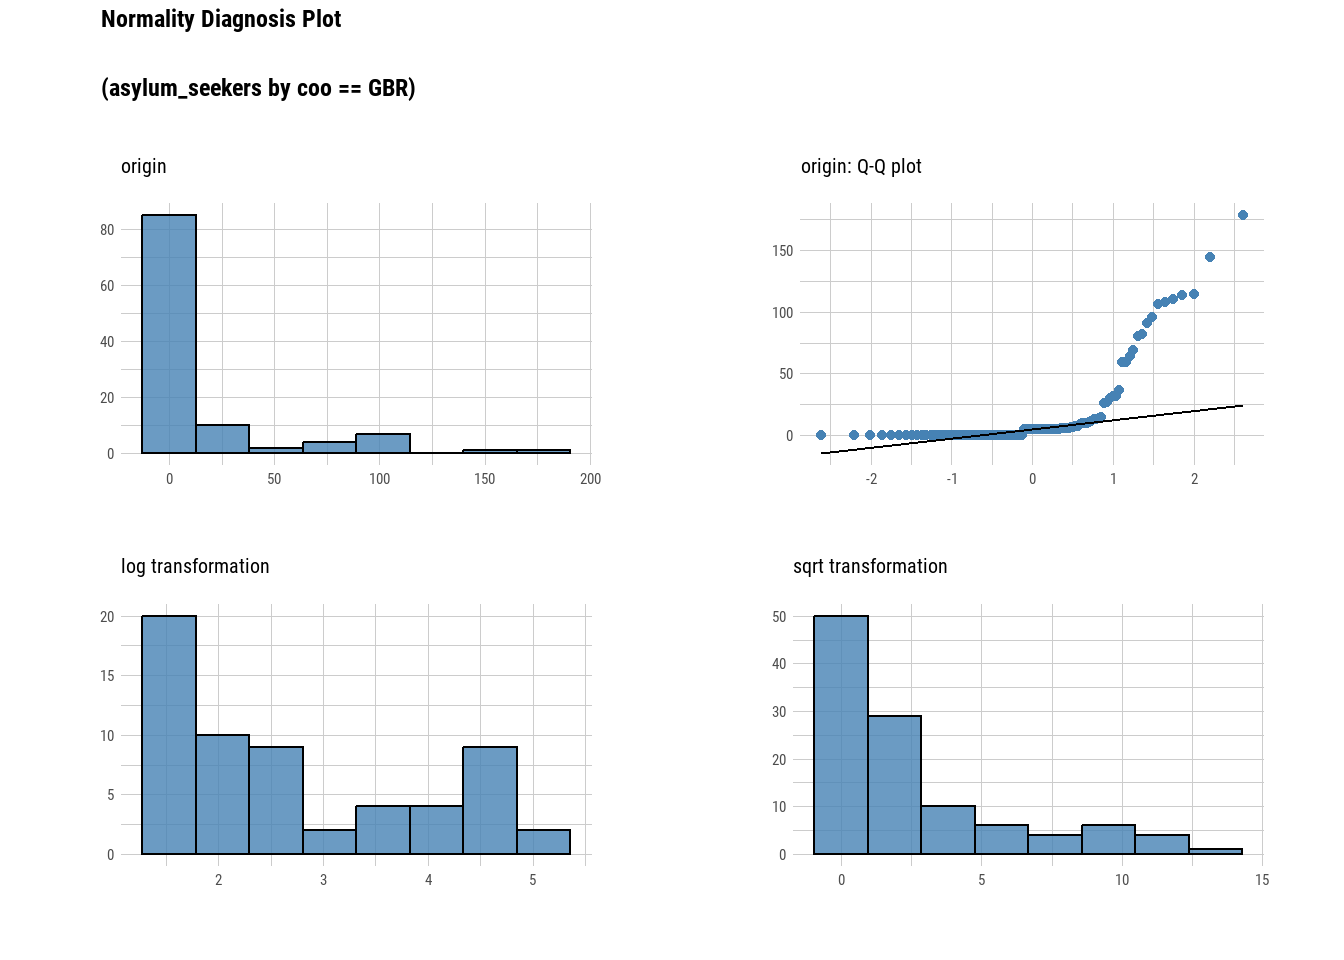 Normality Diagnosis Plot
(asylum_seekers by coo == GBR)
origin
80
60
40
20
0
0 50 100 150 200
origin: Q-Q plot
150
100
50
0
-2 -1 0 1 2
log transformation
20
15
10
5
0
2 3 4 5
sqrt transformation
50
40
30
20
10
0
0 5 10 15